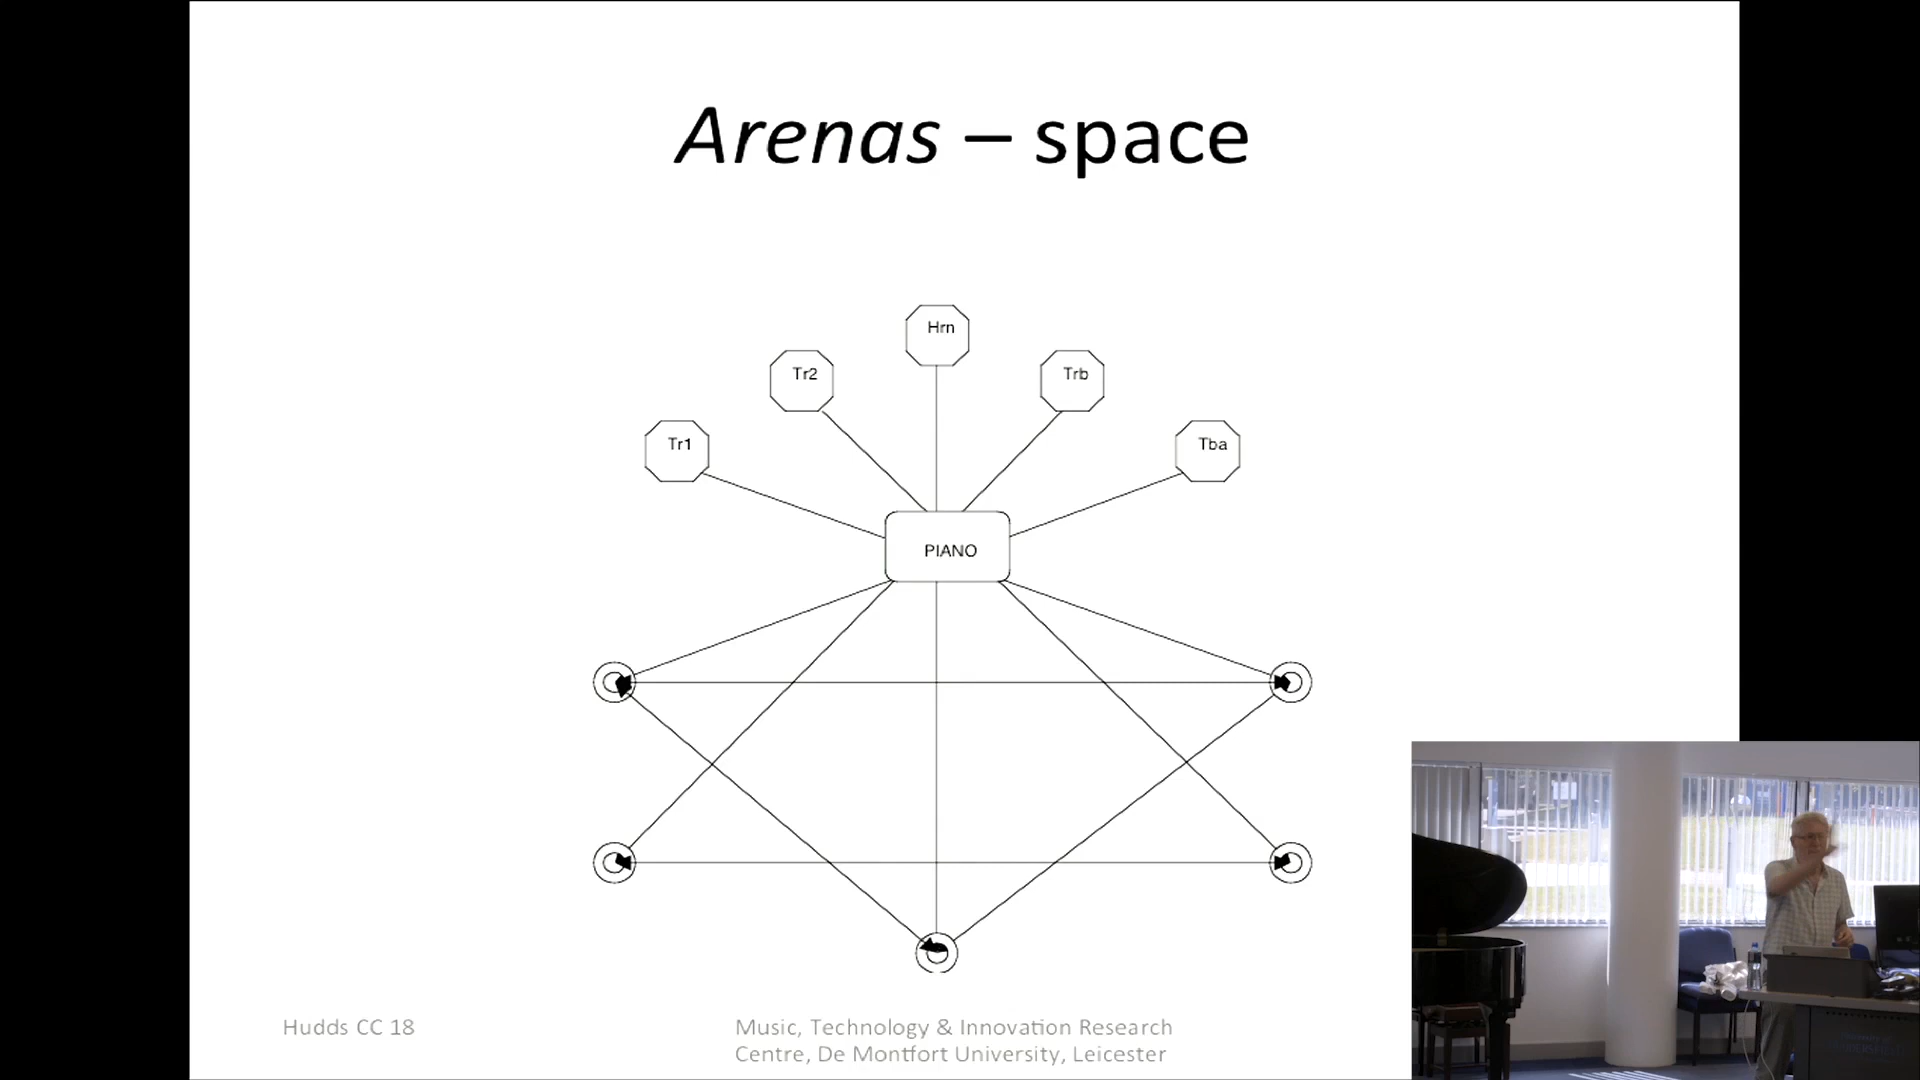 Arenas – space
Hrn
Tr2
Trb
Tr1
Tba
PIANO
Hudds CC 18
Music, Technology & Innovation Research
Centre, De Montfort University, Leicester